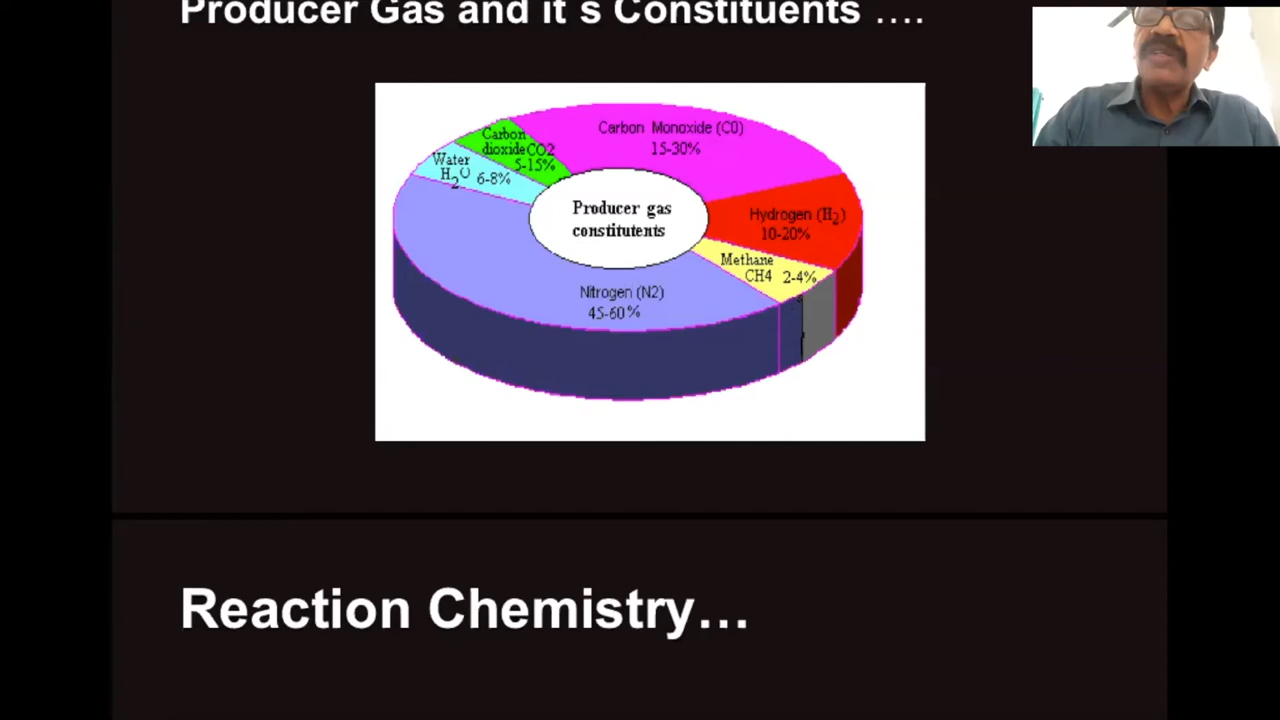 Producer Gas and it`s Constituents ....
Carbon Monoxide (C0)
15-30%
Carbon
dioxide CO2
5-15%
Water
H2O 6-8%
Producer gas
constitutents
Hydrogen (H2)
10-20%
Methane
CH4 2-4%
Nitrogen (N2)
45-60%
Reaction Chemistry…